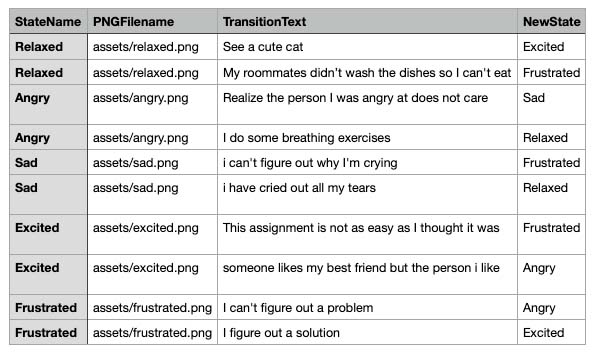 StateName PNGFilename TransitionText NewState
Relaxed assets/relaxed.png See a cute cat Excited
Relaxed assets/relaxed.png My roommates didn't wash the dishes so I can't eat Frustrated
Angry assets/angry.png Realize the person I was angry at does not care Sad
Angry assets/angry.png I do some breathing exercises Relaxed
Sad assets/sad.png i can't figure out why I'm crying Frustrated
Sad assets/sad.png i have cried out all my tears Relaxed
Excited assets/excited.png This assignment is not as easy as I thought it was Frustrated
Excited assets/excited.png someone likes my best friend but the person i like Angry
Frustrated assets/frustrated.png I can't figure out a problem Angry
Frustrated assets/frustrated.png I figure out a solution Excited